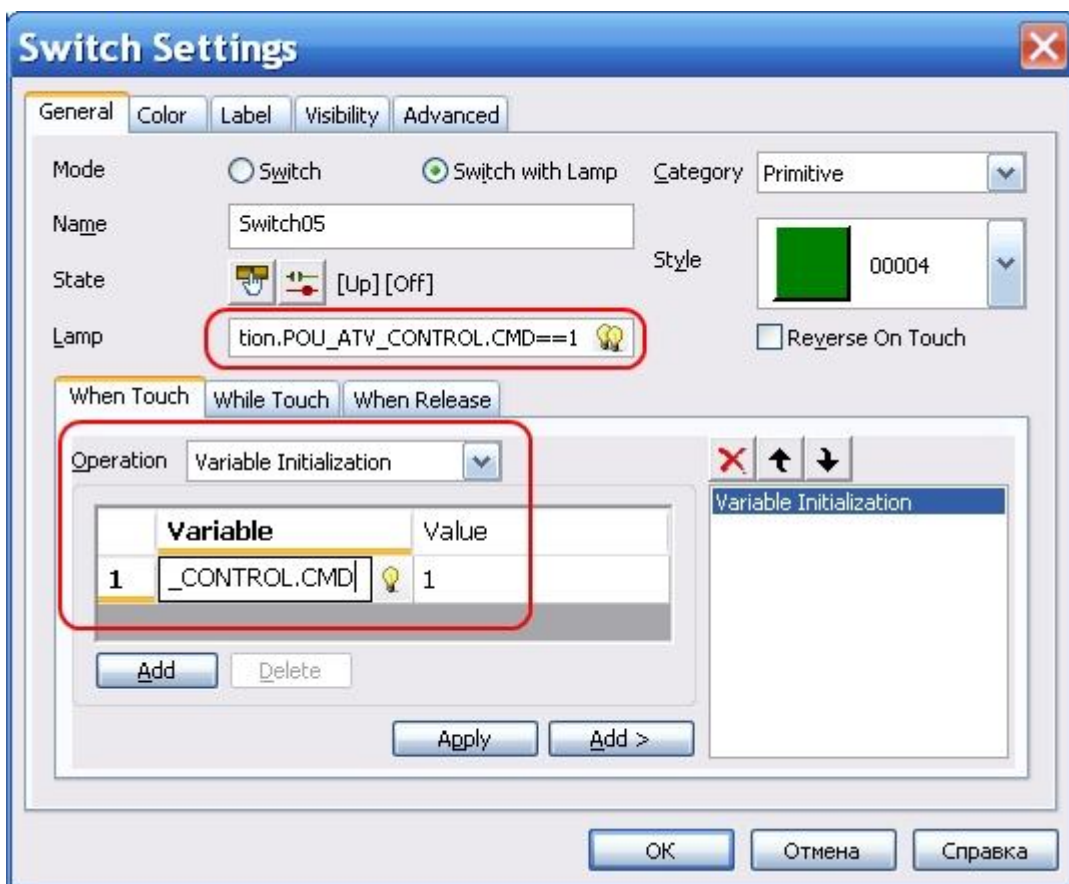 Switch Settings
General Color Label Visibility Advanced
Mode Switch Switch with Lamp Category Primitive
Name Switch05
Style 00004
State [Up] [Off]
Lamp tion.POU_ATV_CONTROL.CMD==1 Reverse On Touch
When Touch While Touch When Release
Operation Variable Initialization
Variable Initialization
Variable Value
1 _CONTROL.CMD 1
Add Delete
Apply Add >
OK Отмена Справка